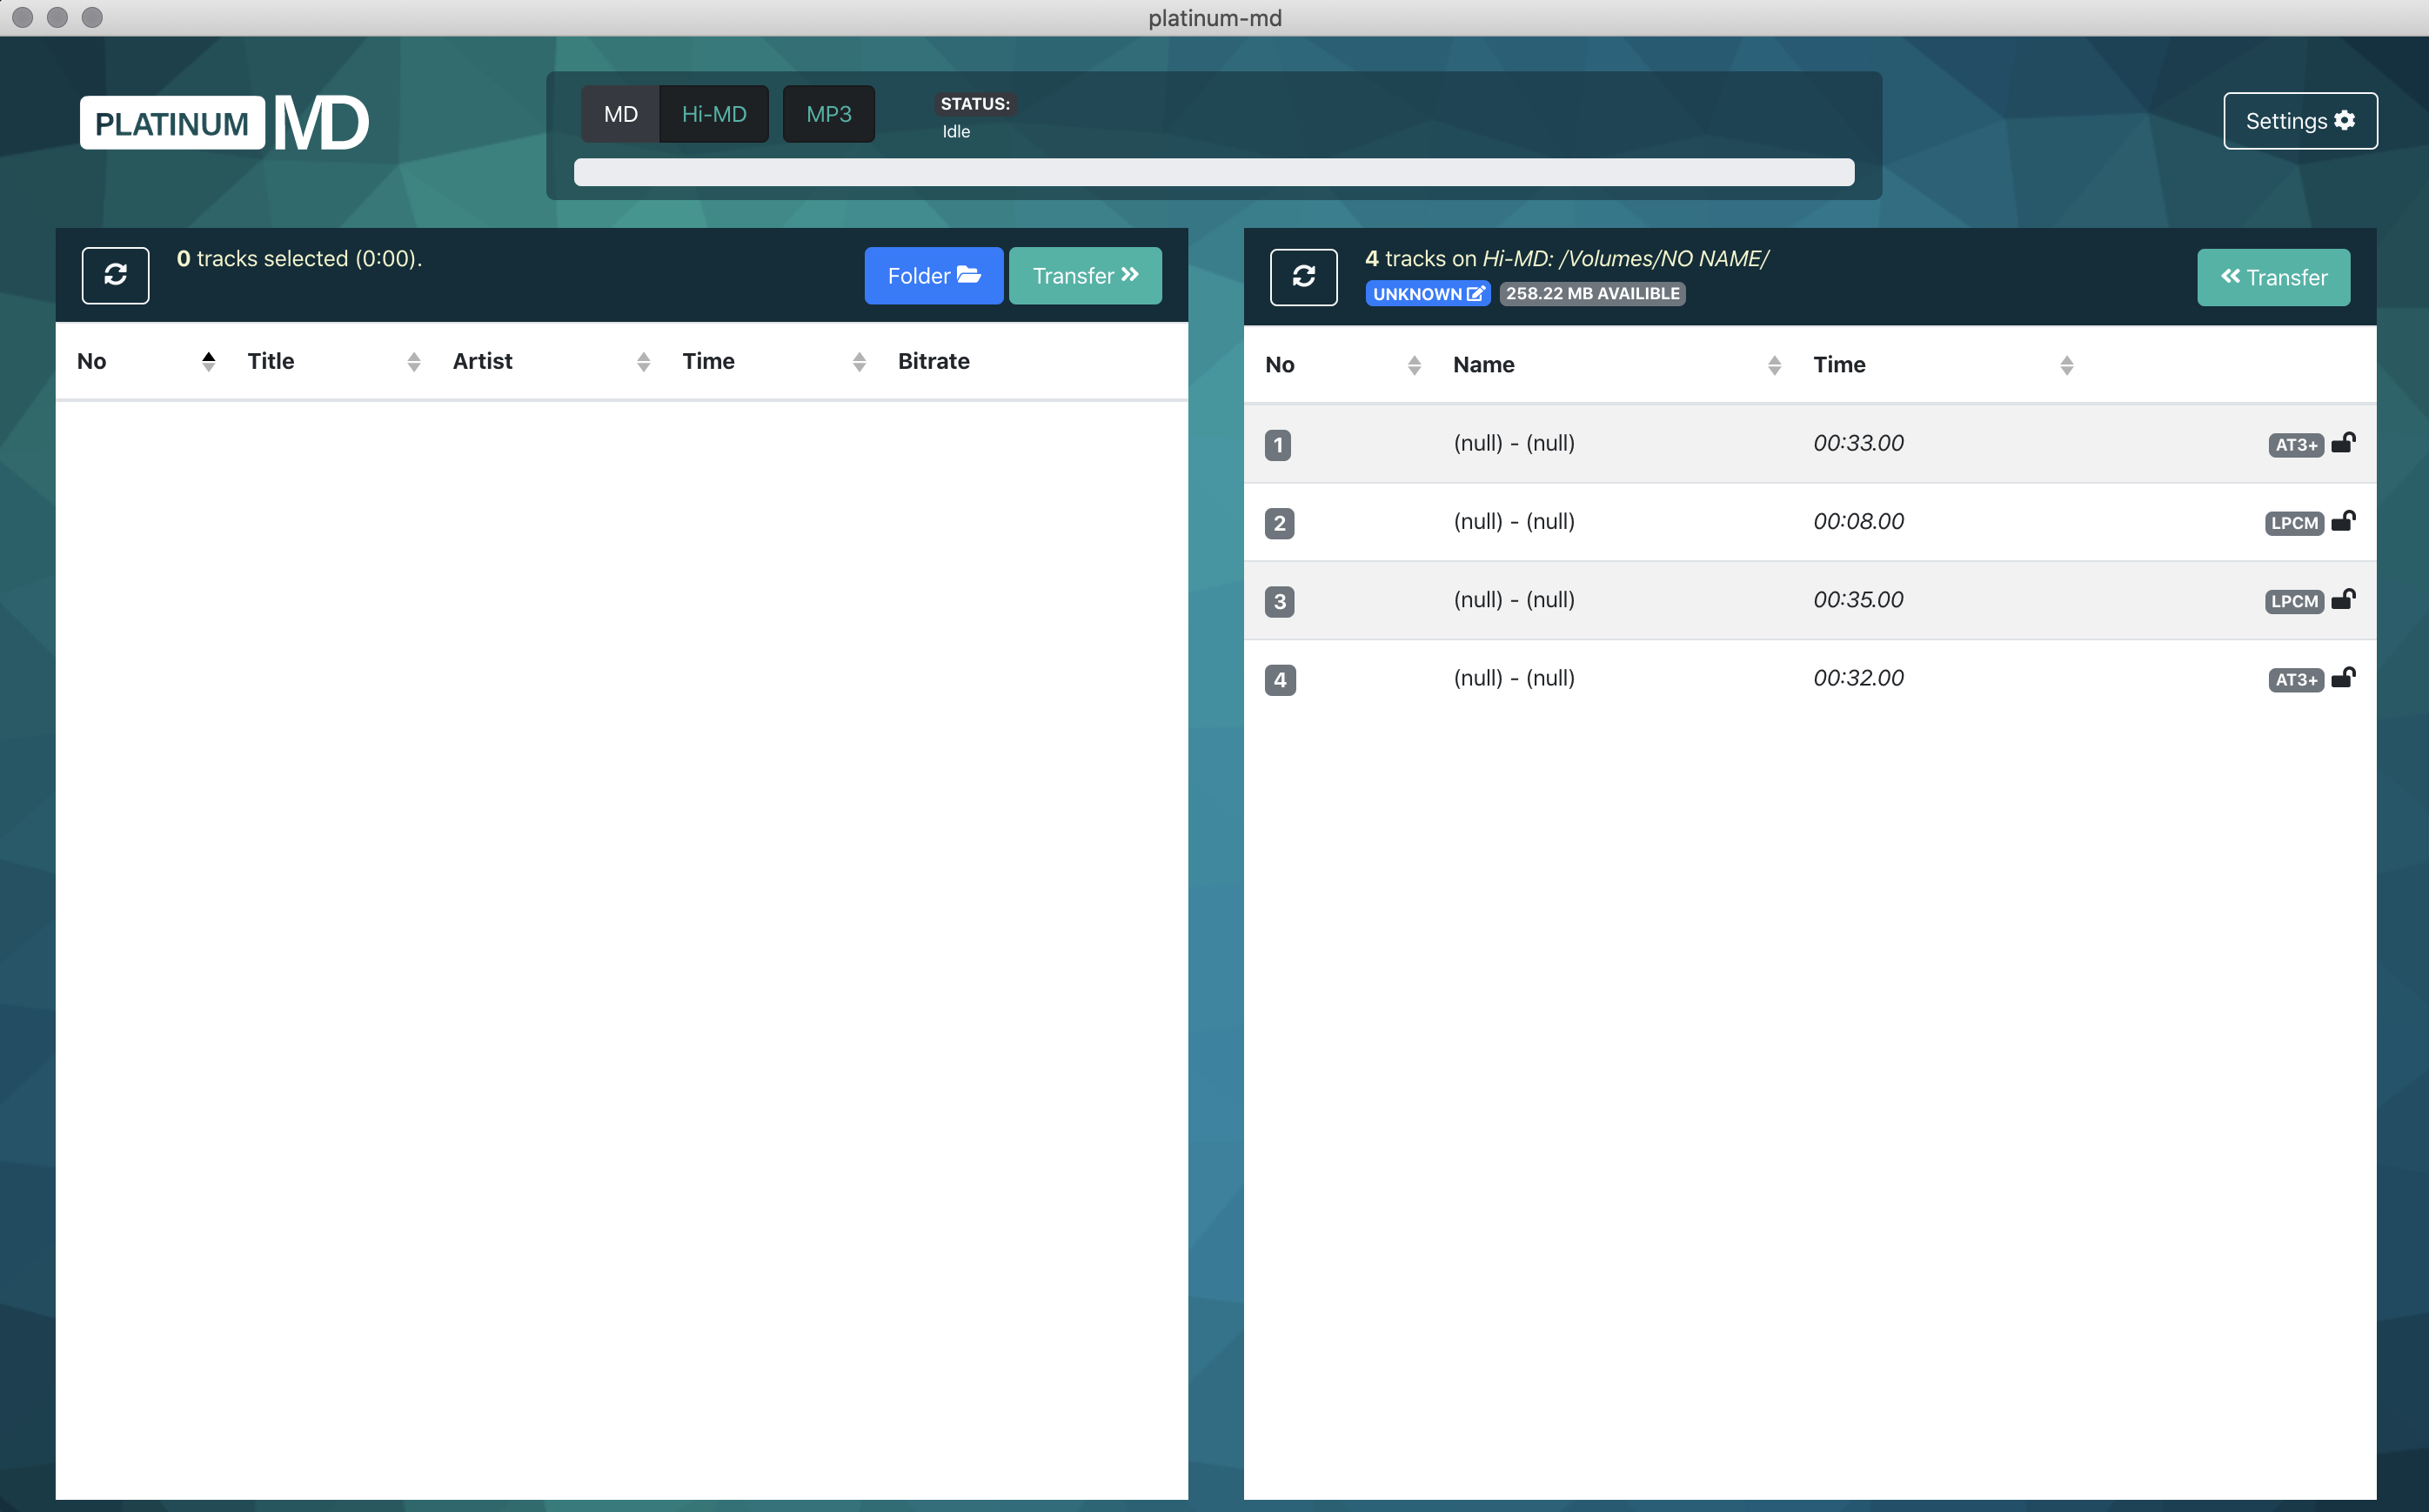 platinum-md
PLATINUM MD
MD Hi-MD MP3
STATUS:
Idle
Settings
0 tracks selected (0:00).
Folder Transfer
No Title Artist Time Bitrate
4 tracks on Hi-MD: /Volumes/NO NAME/
UNKNOWN 258.22 MB AVAILIBLE
Transfer
No Name Time
1 (null) - (null) 00:33.00 AT3+
2 (null) - (null) 00:08.00 LPCM
3 (null) - (null) 00:35.00 LPCM
4 (null) - (null) 00:32.00 AT3+